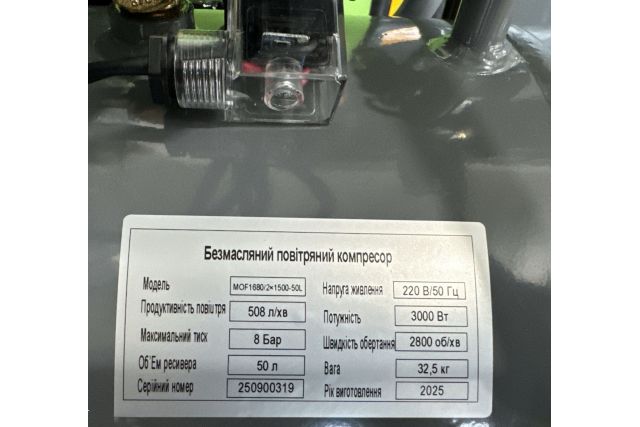 Безмасляний повітряний компресор
Модель MOF1680/2×1500-50L Напруга живлення 220 В/50 Гц
Продуктивність повіштря 508 л/хв Потужність 3000 Вт
Максимальний тиск 8 Бар Швидкість обертання 2800 об/хв
Об'Ем ресивера 50 л Вага 32,5 кг
Серійний номер 250900319 Рік виготовлення 2025